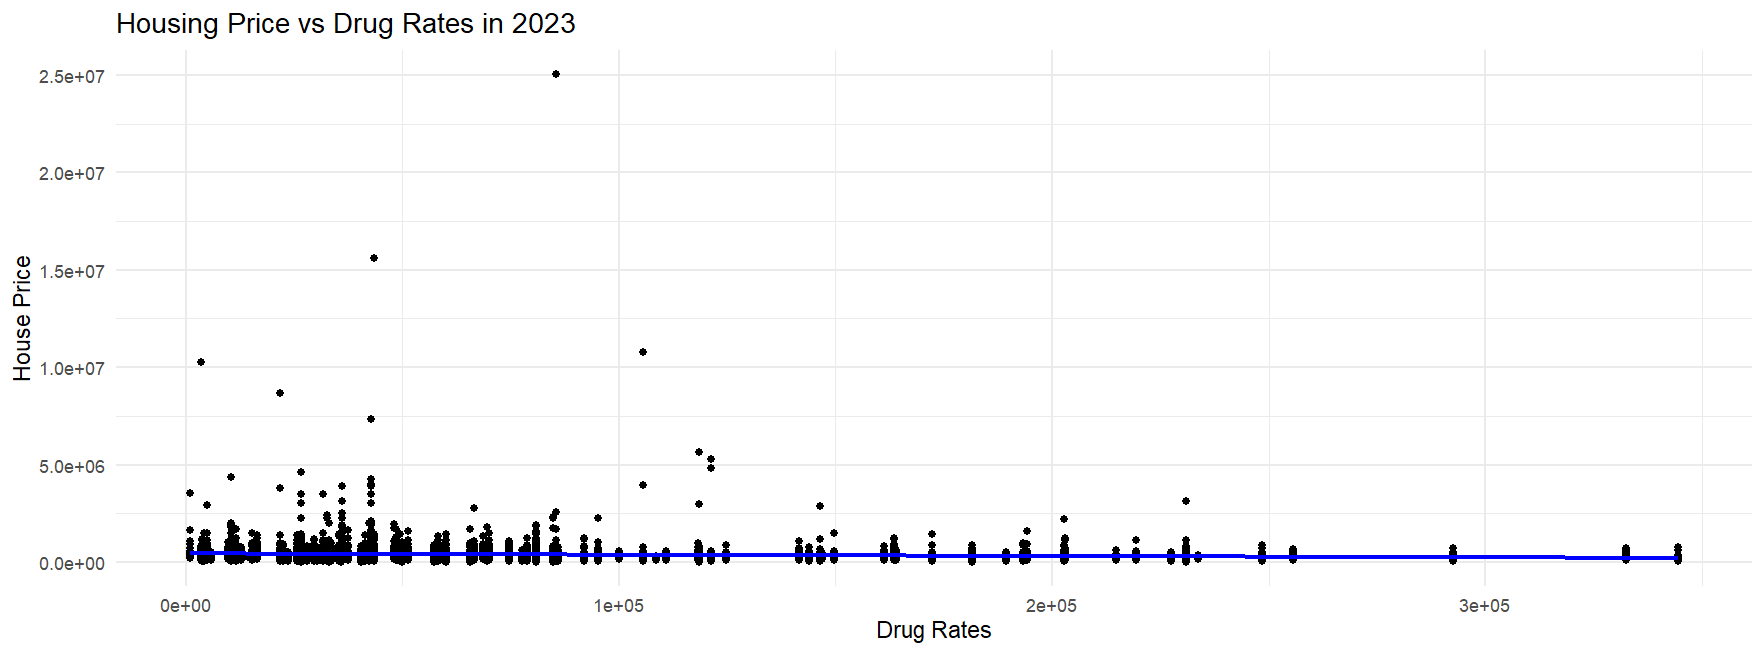 Housing Price vs Drug Rates in 2023
House Price
2.5e+07
2.0e+07
1.5e+07
1.0e+07
5.0e+06
0.0e+00
0e+00
1e+05
2e+05
3e+05
Drug Rates